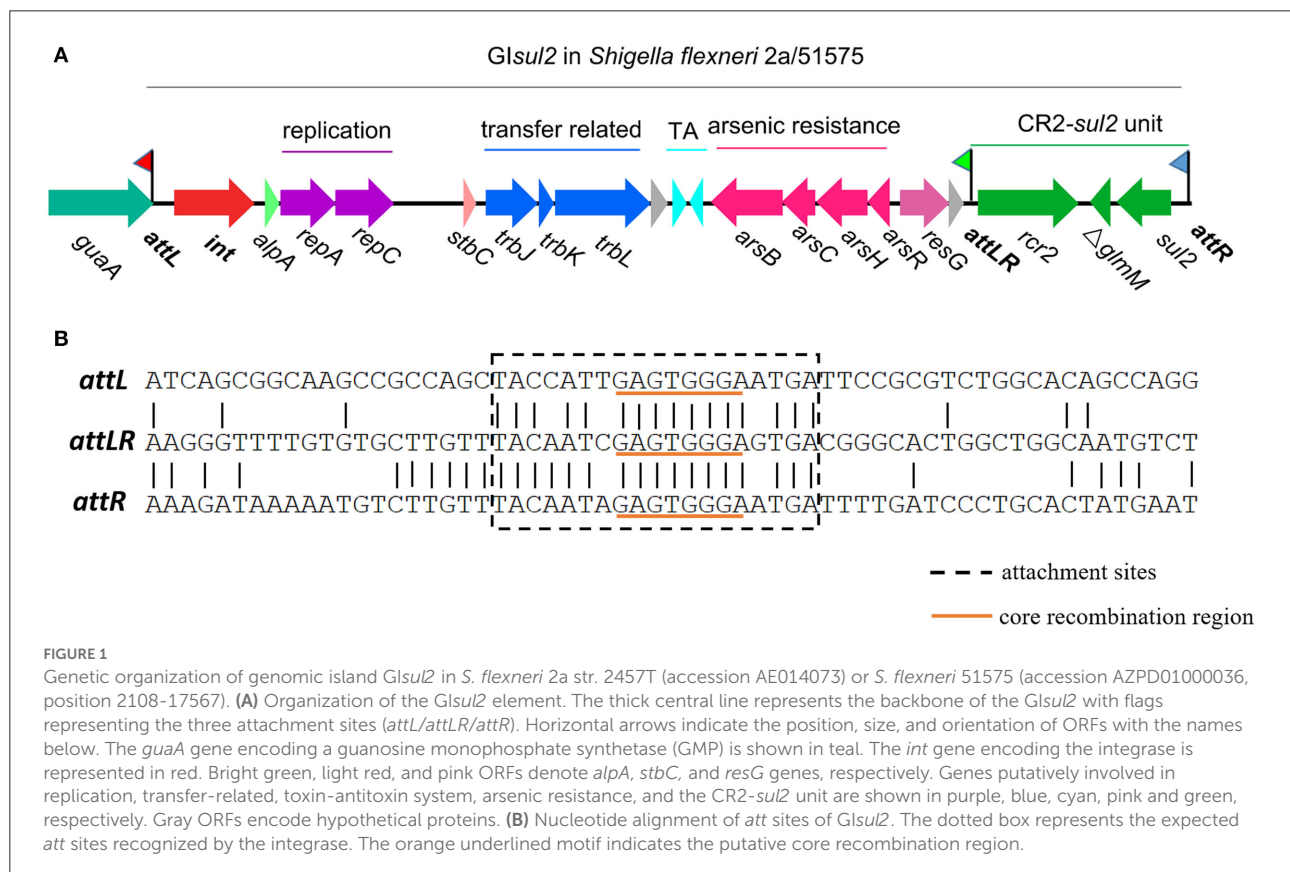 A
GIsul2 in Shigella flexneri 2a/51575
replication transfer related TA arsenic resistance CR2-sul2 unit
guaA attL int alpA repA repC stbC trbJ trbK trbL arsB arsC arsH arsR resG attLR rcr2 △glmM sul2 attR
B
attL ATCAGCGGCAAGCCGCCAGCTACCATTGAGTGGGAATGATTCCGCGTCTGGCACAGCCAGG
attLR AAGGGTTTTGTGTGCTTGTTTACAATCGAGTGGGAGTGACGGGCACTGGCTGGCAATGTCT
attR AAAGATAAAAATGTCTTGTTTACAATAGAGTGGGAATGATTTTGATCCCTGCACTATGAAT
attachment sites
core recombination region
FIGURE 1
Genetic organization of genomic island GIsul2 in S. flexneri 2a str. 2457T (accession AE014073) or S. flexneri 51575 (accession AZPD01000036,
position 2108-17567). (A) Organization of the GIsul2 element. The thick central line represents the backbone of the GIsul2 with flags
representing the three attachment sites (attL/attLR/attR). Horizontal arrows indicate the position, size, and orientation of ORFs with the names
below. The guaA gene encoding a guanosine monophosphate synthetase (GMP) is shown in teal. The int gene encoding the integrase is
represented in red. Bright green, light red, and pink ORFs denote alpA, stbC, and resG genes, respectively. Genes putatively involved in
replication, transfer-related, toxin-antitoxin system, arsenic resistance, and the CR2-sul2 unit are shown in purple, blue, cyan, pink and green,
respectively. Gray ORFs encode hypothetical proteins. (B) Nucleotide alignment of att sites of GIsul2. The dotted box represents the expected
att sites recognized by the integrase. The orange underlined motif indicates the putative core recombination region.